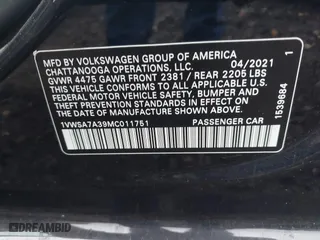 MFD BY VOLKSWAGEN GROUP OF AMERICA
CHATTANOOGA OPERATIONS, LLC. 04/2021 1
GVWR 4475 GAWR FRONT 2381 / REAR 2205 LBS
THIS VEHICLE CONFORMS TO ALL APPLICABLE
FEDERAL MOTOR VEHICLE SAFETY, BUMPER AND
THEFT PREVENTION STANDARDS IN EFFECT ON THE
DATE OF MANUFACTURE SHOWN ABOVE.
1VWSA7A39MC011751 PASSENGER CAR
1539684
DREAMBID